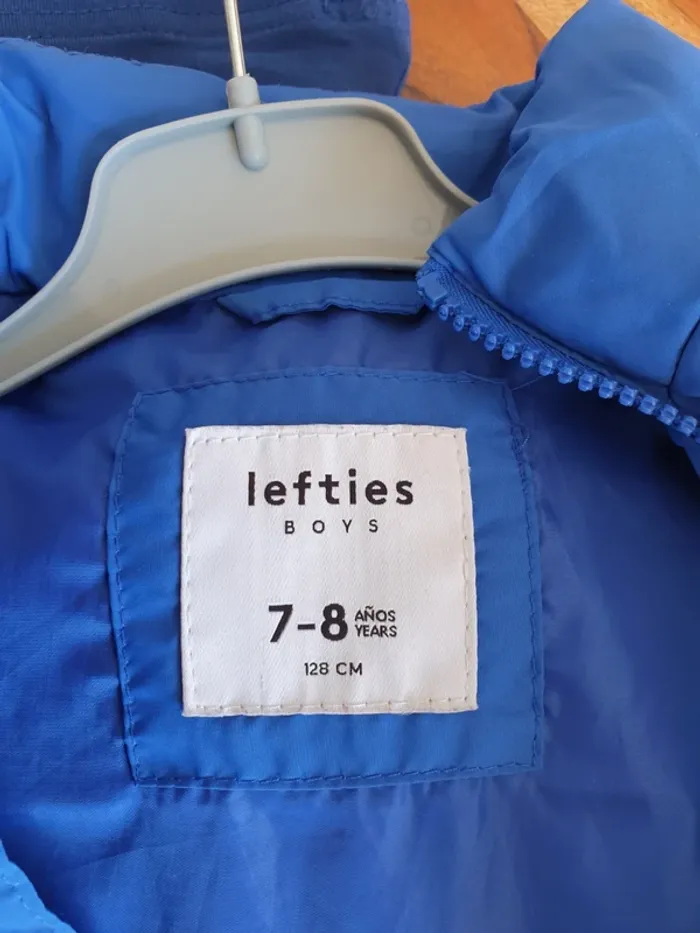 lefties
BOYS
7-8 AÑOS
YEARS
128 CM